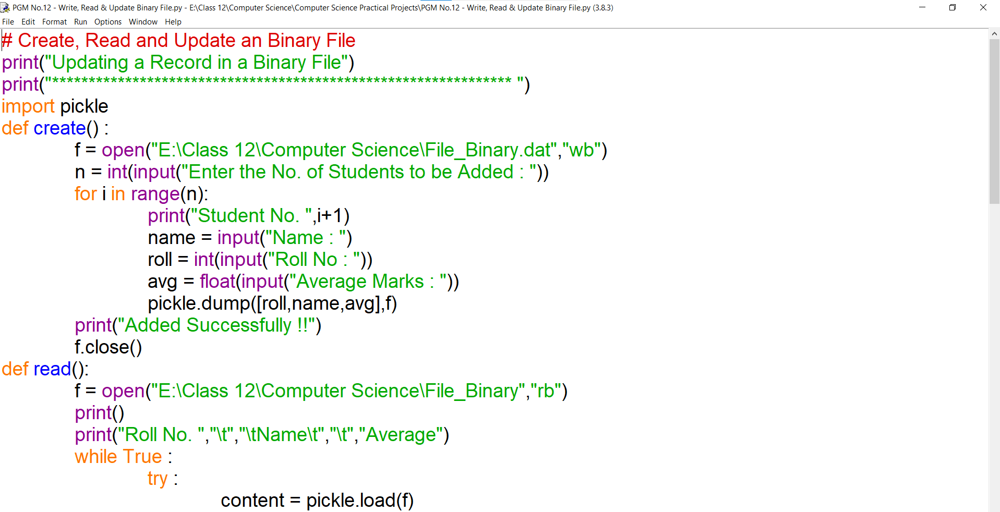 PGM No.12 - Write, Read & Update Binary File.py - E:\Class 12\Computer Science\Computer Science Practical Projects\PGM No.12 - Write, Read & Update Binary File.py (3.8.3)
File Edit Format Run Options Window Help
# Create, Read and Update an Binary File
print("Updating a Record in a Binary File")
print("*************************************************************** ")
import pickle
def create() :
f = open("E:\Class 12\Computer Science\File_Binary.dat","wb")
n = int(input("Enter the No. of Students to be Added : "))
for i in range(n):
print("Student No. ",i+1)
name = input("Name : ")
roll = int(input("Roll No : "))
avg = float(input("Average Marks : "))
pickle.dump([roll,name,avg],f)
print("Added Successfully !!")
f.close()
def read():
f = open("E:\Class 12\Computer Science\File_Binary","rb")
print()
print("Roll No. ","\t","\tName\t","\t","Average")
while True :
try :
content = pickle.load(f)